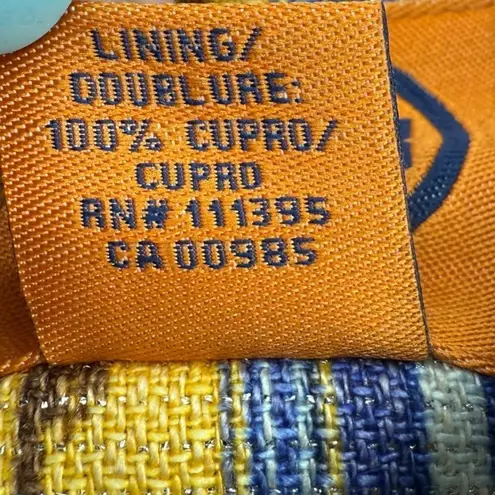 LINING/
DOUBLURE:
100% CUPRO/
CUPRO
RN# 111395
CA 00985